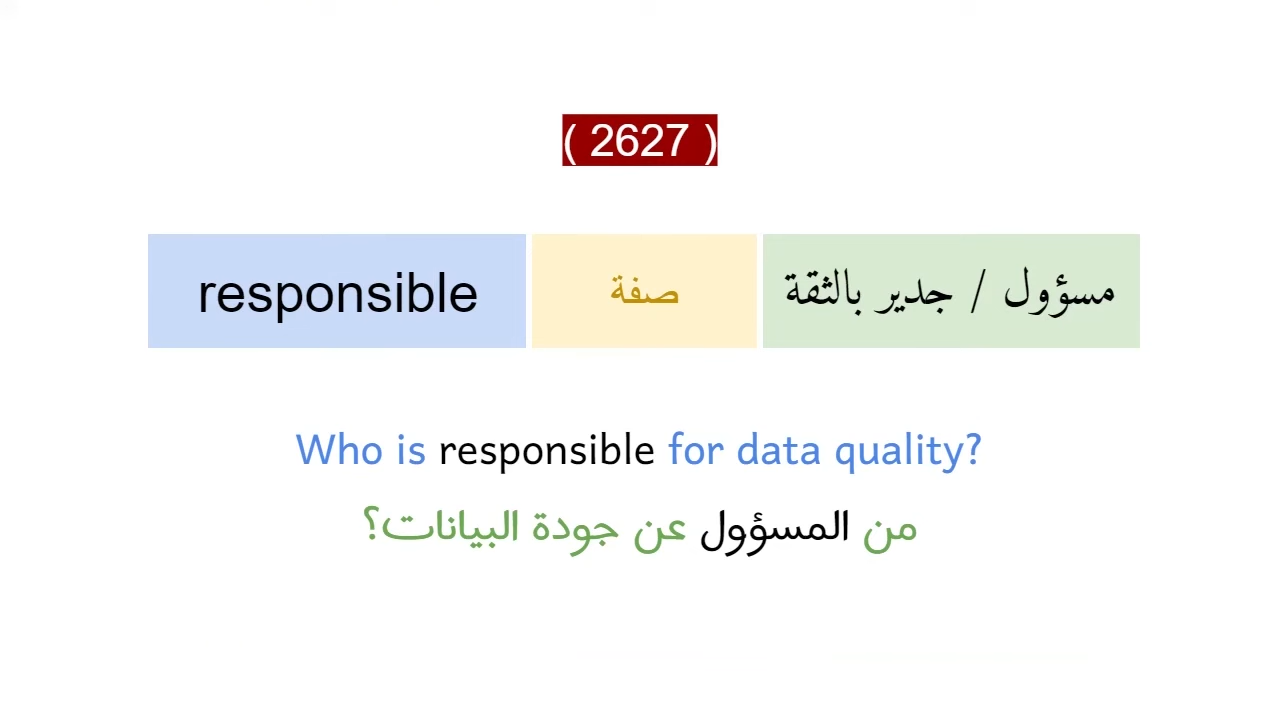 ( 2627 )
responsible صفة مسؤول / جدير بالثقة
Who is responsible for data quality?
من المسؤول عن جودة البيانات؟